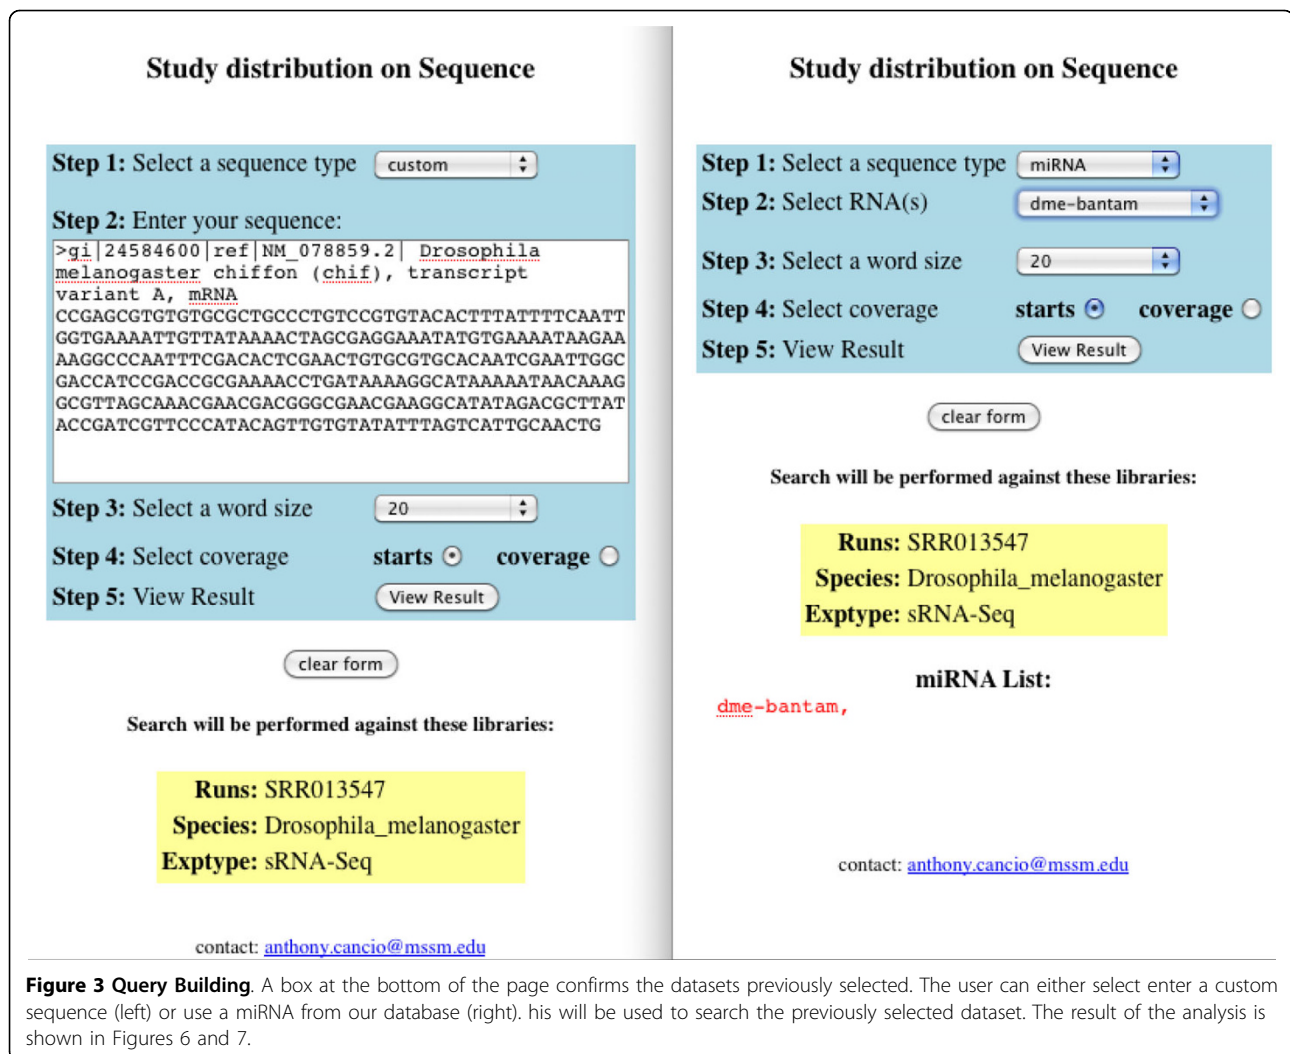 Study distribution on Sequence
Step 1: Select a sequence type custom
Step 2: Enter your sequence:
>gi|24584600|ref|NM_078859.2| Drosophila
melanogaster chiffon (chif), transcript
variant A, mRNA
CCGAGCGTGTGTGCGCTGCCCTGTCCGTGTACACTTTATTTTCAATT
GGTGAAAATTGTTATAAAACTAGCGAGGAAATATGTGAAAATAAGAA
AAGGCCCAATTTCGACACTCGAACTGTGCGTGCACAATCGAATTGGC
GACCATCCGACCGCGAAAACCTGATAAAAGGCATAAAAATAACAAAG
GCGTTAGCAAACGAACGACGGGCGAACGAAGGCATATAGACGCTTAT
ACCGATCGTTCCCATACAGTTGTGTATATTTAGTCATTGCAACTG
Step 3: Select a word size 20
Step 4: Select coverage starts coverage
Step 5: View Result View Result
clear form
Search will be performed against these libraries:
Runs: SRR013547
Species: Drosophila_melanogaster
Exptype: sRNA-Seq
contact: anthony.cancio@mssm.edu
Study distribution on Sequence
Step 1: Select a sequence type miRNA
Step 2: Select RNA(s) dme-bantam
Step 3: Select a word size 20
Step 4: Select coverage starts coverage
Step 5: View Result View Result
clear form
Search will be performed against these libraries:
Runs: SRR013547
Species: Drosophila_melanogaster
Exptype: sRNA-Seq
miRNA List:
dme-bantam,
contact: anthony.cancio@mssm.edu
Figure 3 Query Building. A box at the bottom of the page confirms the datasets previously selected. The user can either select enter a custom
sequence (left) or use a miRNA from our database (right). his will be used to search the previously selected dataset. The result of the analysis is
shown in Figures 6 and 7.